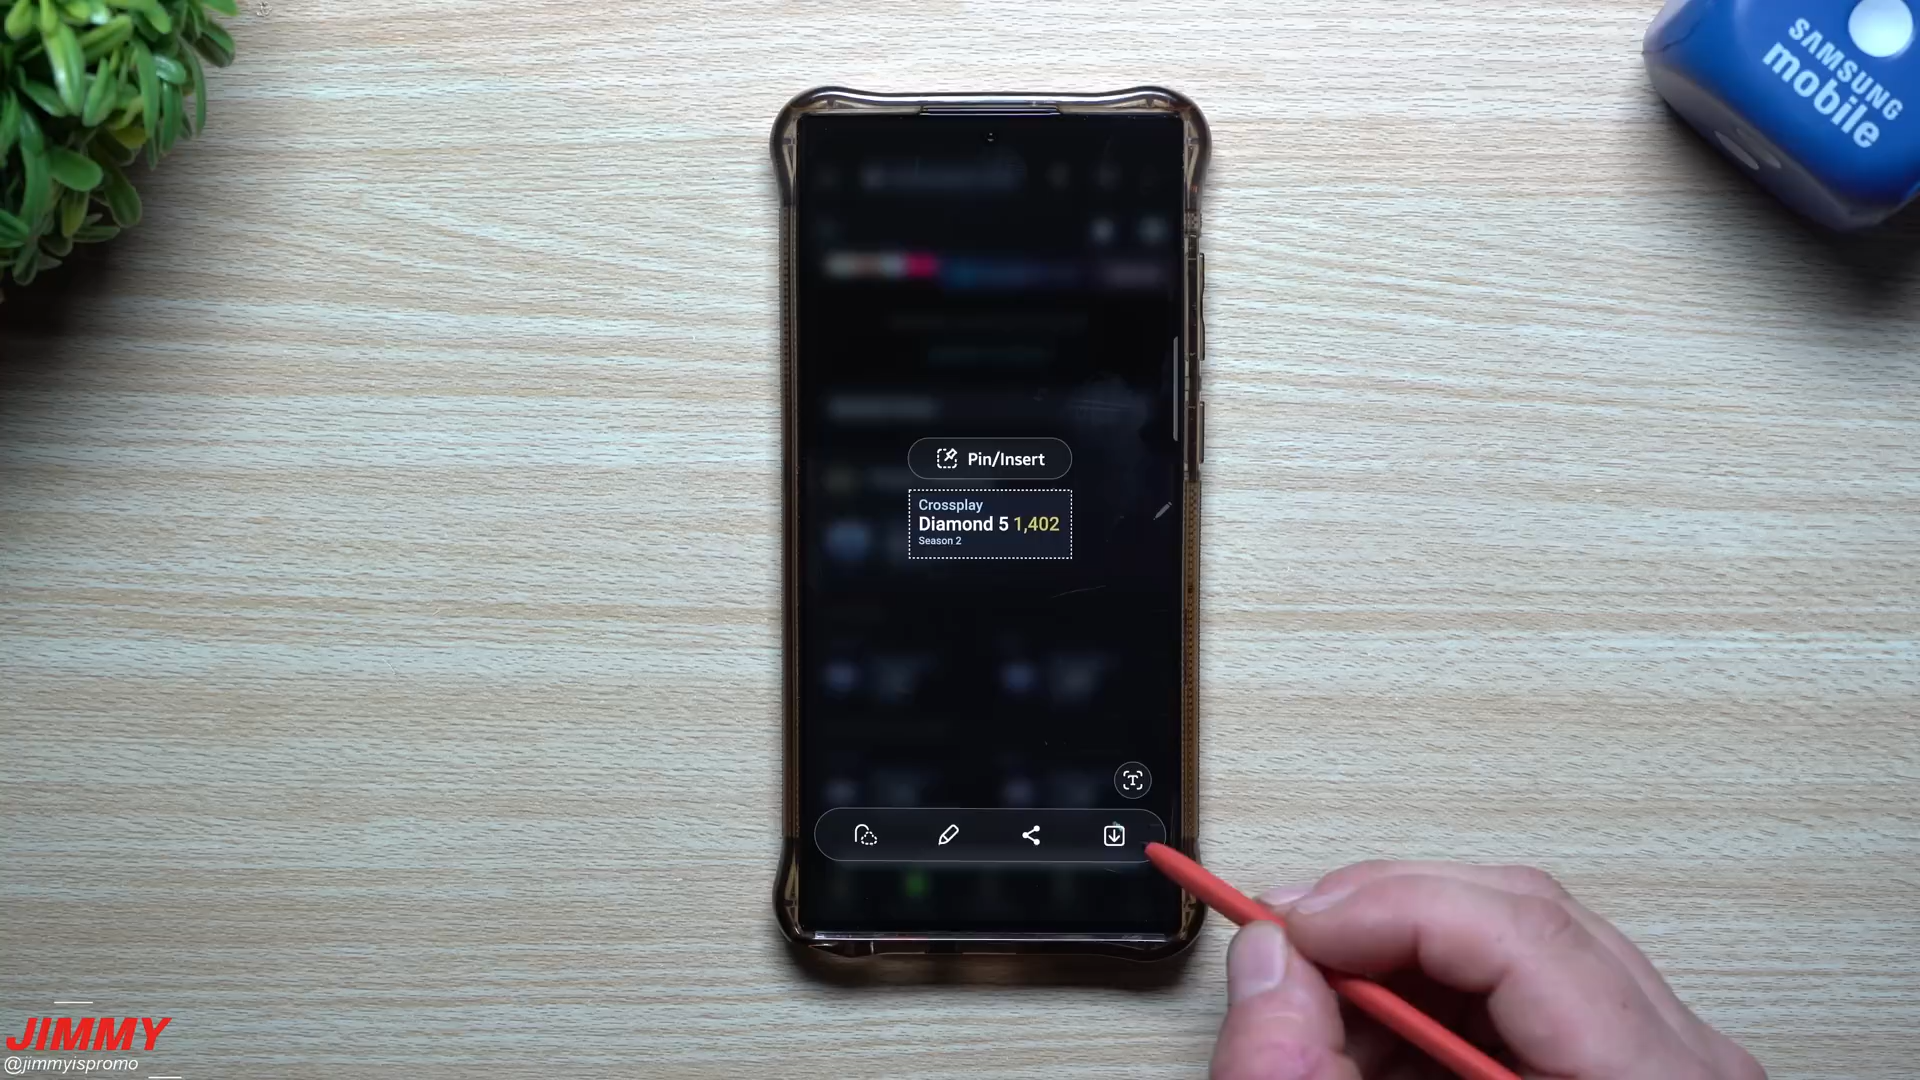 SAMSUNG
mobile
Pin/Insert
Crossplay
Diamond 5 1,402
Season 2
JIMMY
@jimmyispromo